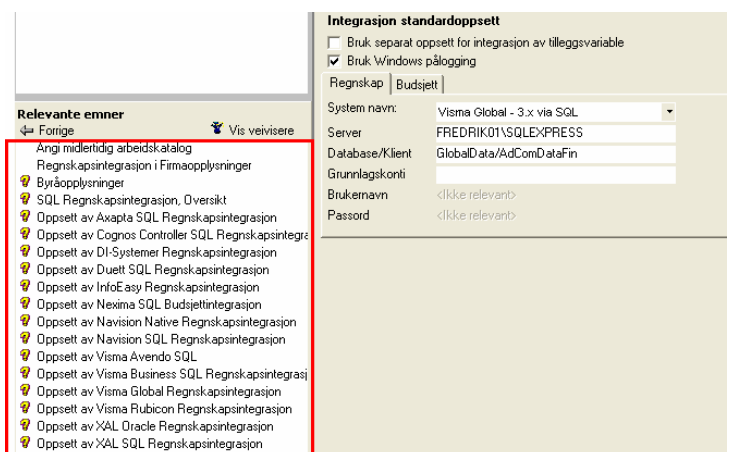 Relevante emner
Forrige
Vis veivisere
Angi midlertidig arbeidskatalog
Regnskapsintegrasjon i Firmaopplysninger
Byråopplysninger
SQL Regnskapsintegrasjon, Oversikt
Oppsett av Axapta SQL Regnskapsintegrasjon
Oppsett av Cognos Controller SQL Regnskapsintegra
Oppsett av DI-Systemer Regnskapsintegrasjon
Oppsett av Duett SQL Regnskapsintegrasjon
Oppsett av InfoEasy Regnskapsintegrasjon
Oppsett av Nexima SQL Budsjettintegrasjon
Oppsett av Navision Native Regnskapsintegrasjon
Oppsett av Navision SQL Regnskapsintegrasjon
Oppsett av Visma Avendo SQL
Oppsett av Visma Business SQL Regnskapsintegrasj
Oppsett av Visma Global Regnskapsintegrasjon
Oppsett av Visma Rubicon Regnskapsintegrasjon
Oppsett av XAL Oracle Regnskapsintegrasjon
Oppsett av XAL SQL Regnskapsintegrasjon
Integrasjon standardoppsett
Bruk separat oppsett for integrasjon av tilleggsvariable
Bruk Windows pålogging
Regnskap
Budsjett
System navn:
Visma Global - 3.x via SQL
Server
FREDRIK01\SQLEXPRESS
Database/Klient
GlobalData/AdComDataFin
Grunnlagskonti
Brukernavn
<Ikke relevant>
Passord
<Ikke relevant>